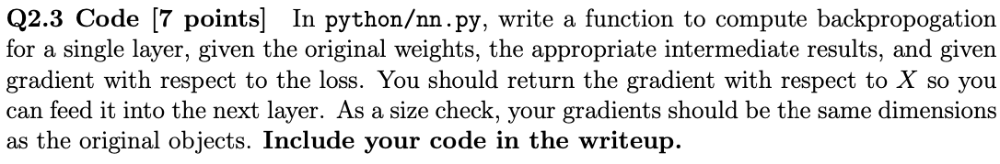 Q2.3 Code [7 points] In python/nn.py, write a function to compute backpropogation
for a single layer, given the original weights, the appropriate intermediate results, and given
gradient with respect to the loss. You should return the gradient with respect to X so you
can feed it into the next layer. As a size check, your gradients should be the same dimensions
as the original objects. Include your code in the writeup.